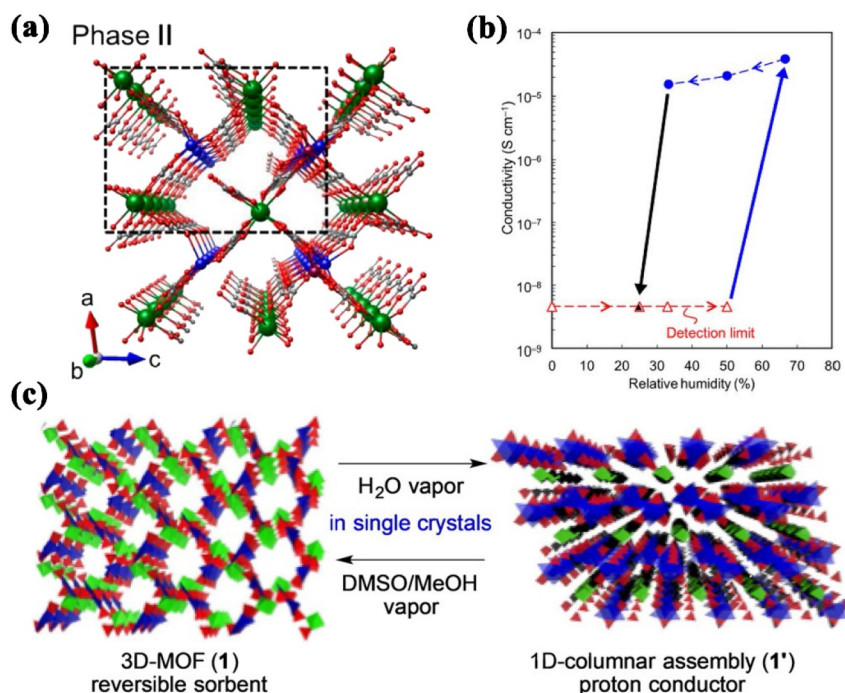 (a)
Phase II
a
b
c
(b)
Conductivity (S cm⁻¹)
10⁻⁴
10⁻⁵
10⁻⁶
10⁻⁷
10⁻⁸
10⁻⁹
Detection limit
0 10 20 30 40 50 60 70 80
Relative humidity (%)
(c)
H₂O vapor
in single crystals
DMSO/MeOH
vapor
3D-MOF (1)
reversible sorbent
1D-columnar assembly (1')
proton conductor